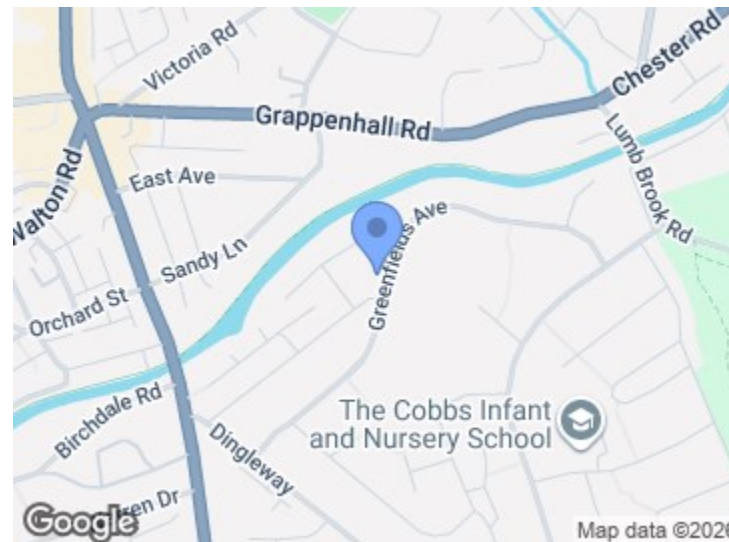 Victoria Rd
Chester Rd
Grappenhall Rd
Lumb Brook Rd
Walton Rd
East Ave
Sandy Ln
Greenfields Ave
Orchard St
Birchdale Rd
The Cobbs Infant
and Nursery School
Dingleway
Google
Map data ©2026